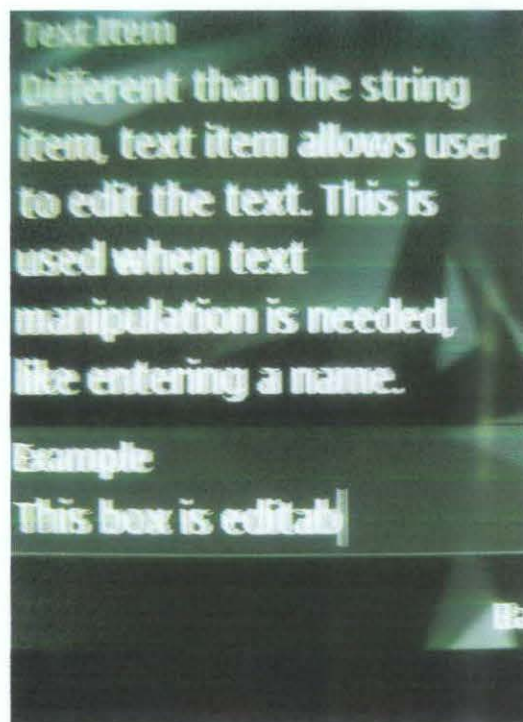 Text Item
Different than the string
item, text item allows user
to edit the text. This is
used when text
manipulation is needed,
like entering a name.
Example
This box is editab